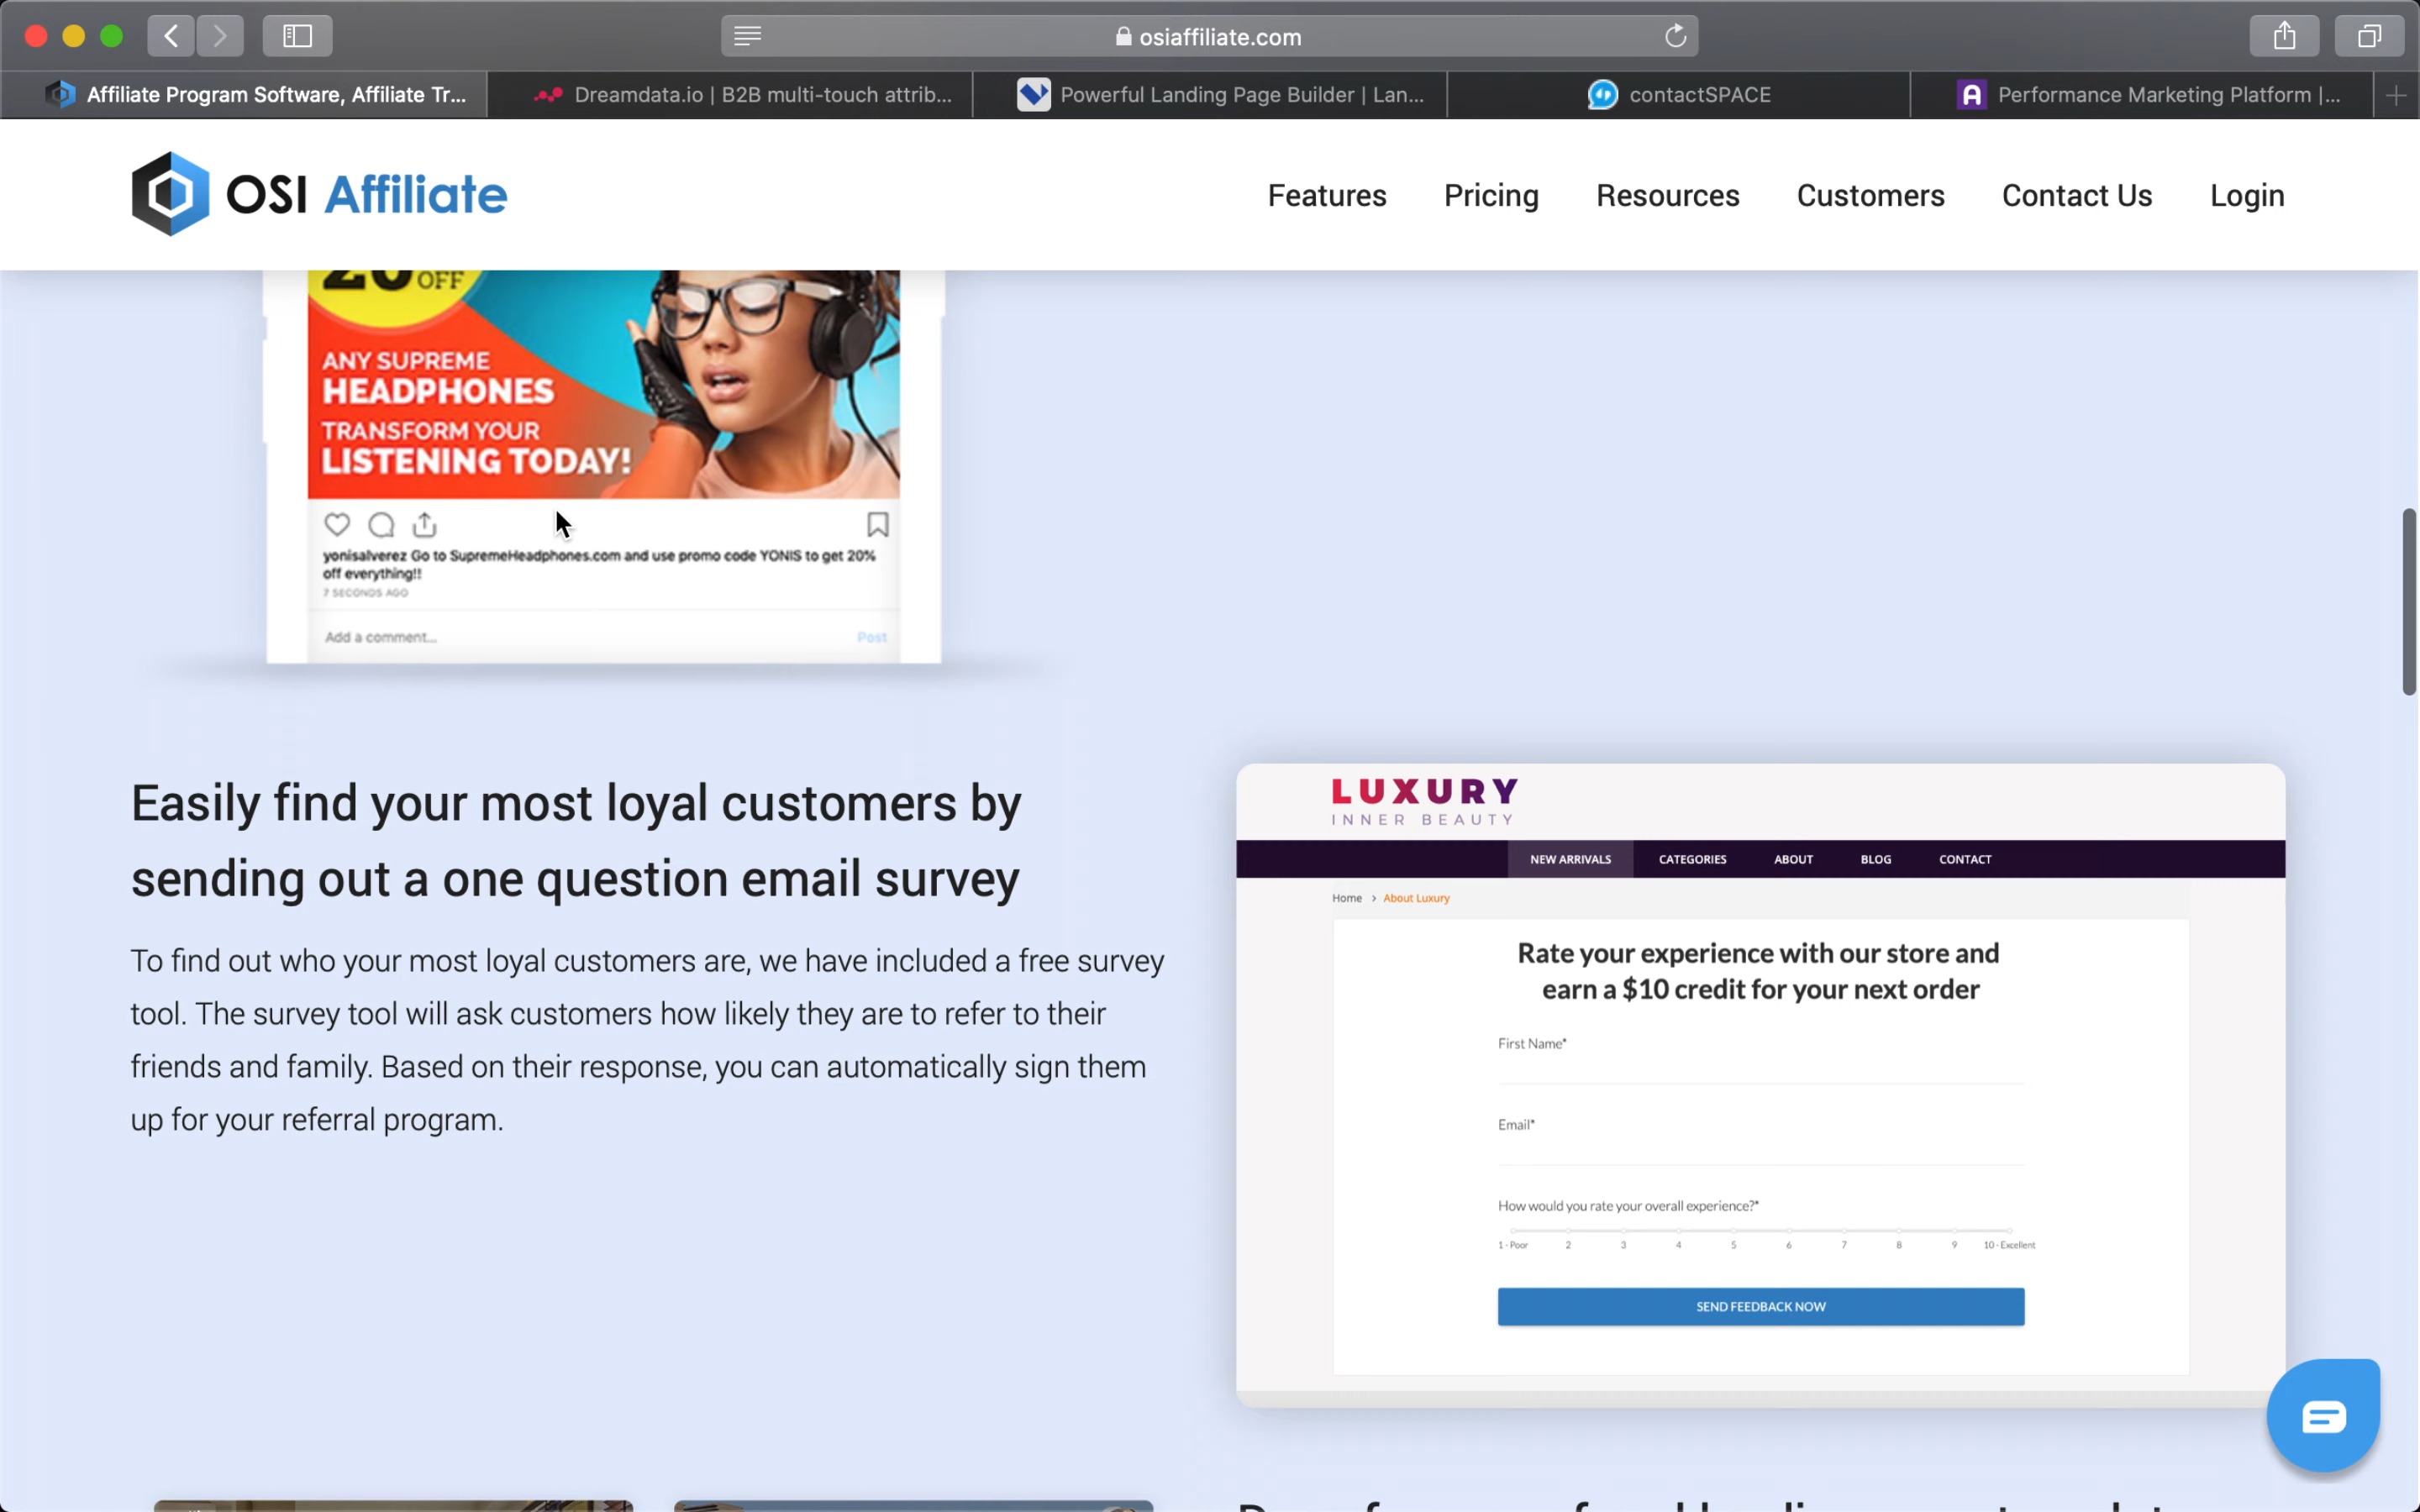 osiaffiliate.com
Affiliate Program Software, Affiliate Tr...
Dreamdata.io | B2B multi-touch attrib...
Powerful Landing Page Builder | Lan...
contactSPACE
Performance Marketing Platform |...
OSI Affiliate
Features
Pricing
Resources
Customers
Contact Us
Login
20 OFF
ANY SUPREME
HEADPHONES
TRANSFORM YOUR
LISTENING TODAY!
yonisalverez Go to SupremeHeadphones.com and use promo code YONIS to get 20%
off everything!!
7 SECONDS AGO
Add a comment...
Post
Easily find your most loyal customers by
sending out a one question email survey
To find out who your most loyal customers are, we have included a free survey
tool. The survey tool will ask customers how likely they are to refer to their
friends and family. Based on their response, you can automatically sign them
up for your referral program.
LUXURY
INNER BEAUTY
NEW ARRIVALS
CATEGORIES
ABOUT
BLOG
CONTACT
Home > About Luxury
Rate your experience with our store and
earn a $10 credit for your next order
First Name*
Email*
How would you rate your overall experience?*
1 - Poor 2 3 4 5 6 7 8 9 10 - Excellent
SEND FEEDBACK NOW